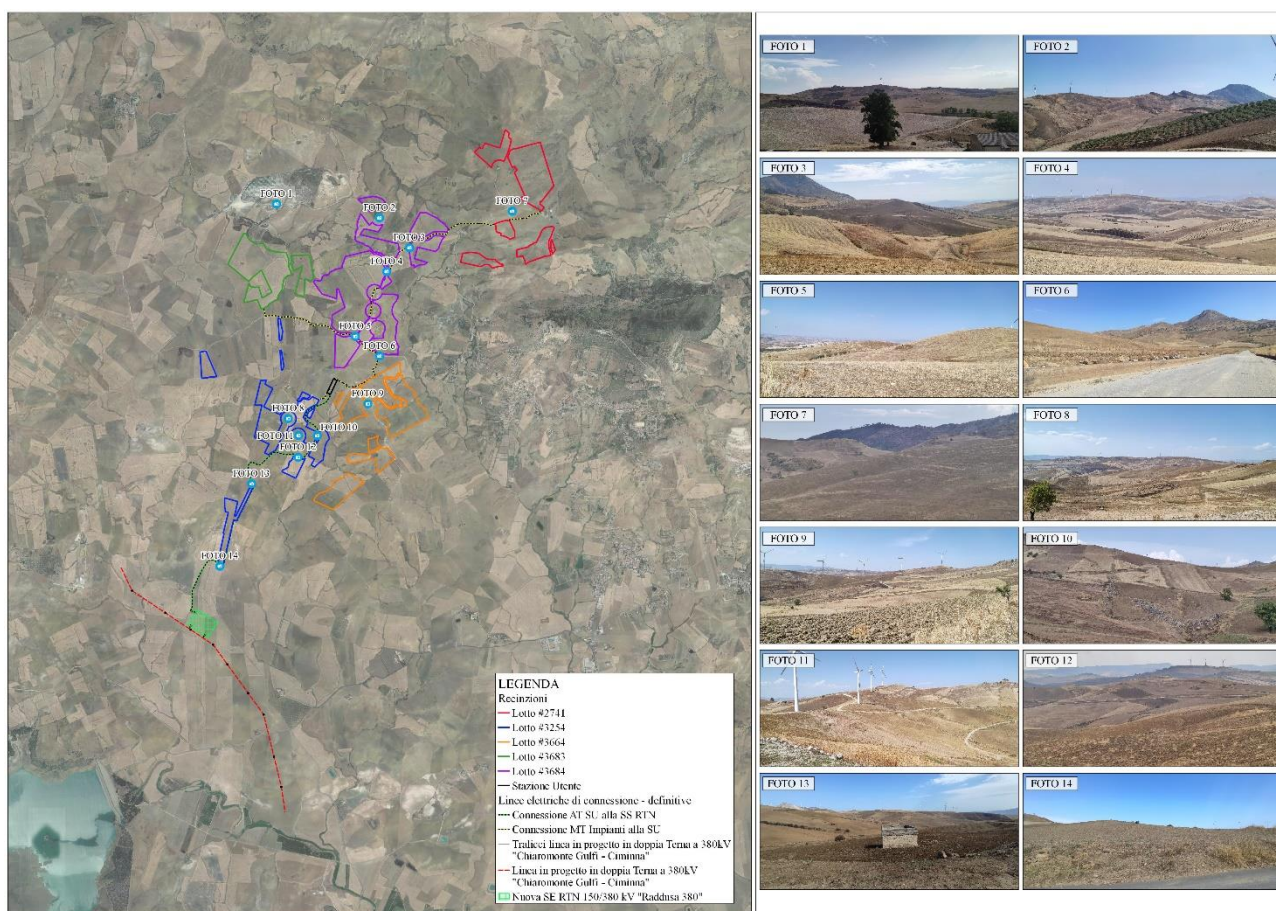 FOTO 1
FOTO 2
FOTO 7
FOTO 3
FOTO 4
FOTO 5
FOTO 6
FOTO 9
FOTO 8
FOTO 11
FOTO 10
FOTO 12
FOTO 13
FOTO 14
LEGENDA
Recinzioni
Lotto #2741
Lotto #3254
Lotto #3664
Lotto #3683
Lotto #3684
Stazione Utente
Linee elettriche di connessione - definitive
Connessione AT SU alla SS RTN
Connessione MT Impianti alla SU
Tralicci linea in progetto in doppia Terna a 380kV
"Chiaromonte Gulfi - Ciminna"
Linea in progetto in doppia Terna a 380kV
"Chiaromonte Gulfi - Ciminna"
Nuova SE RTN 150/380 kV "Raddusa 380"
FOTO 1
FOTO 2
FOTO 3
FOTO 4
FOTO 5
FOTO 6
FOTO 7
FOTO 8
FOTO 9
FOTO 10
FOTO 11
FOTO 12
FOTO 13
FOTO 14